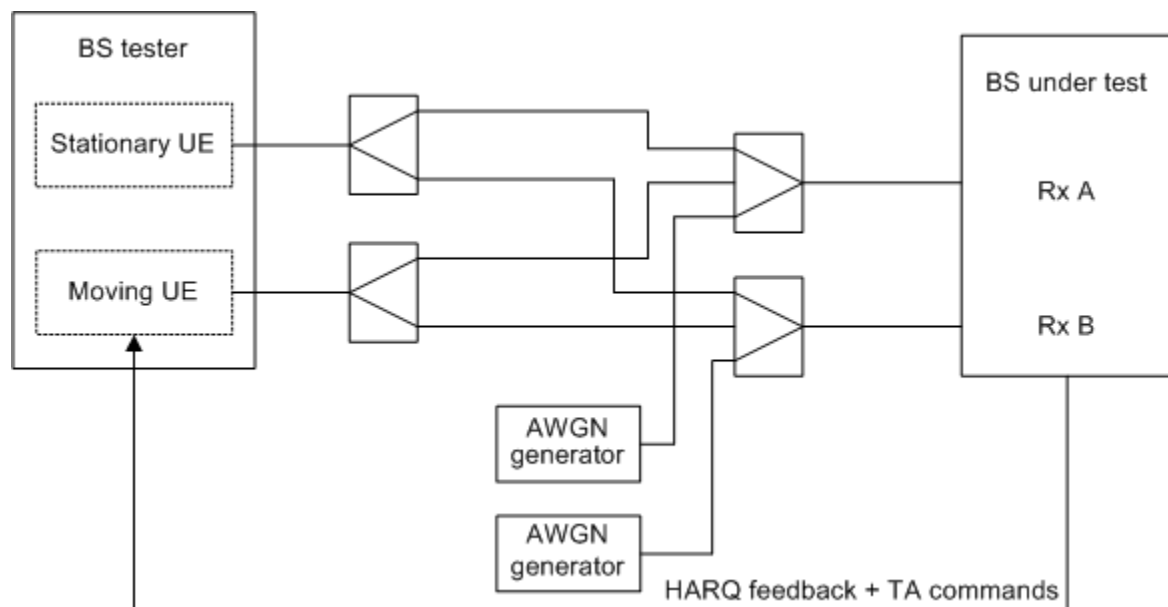 BS tester
Stationary UE
Moving UE
BS under test
Rx A
Rx B
AWGN
generator
AWGN
generator
HARQ feedback + TA commands